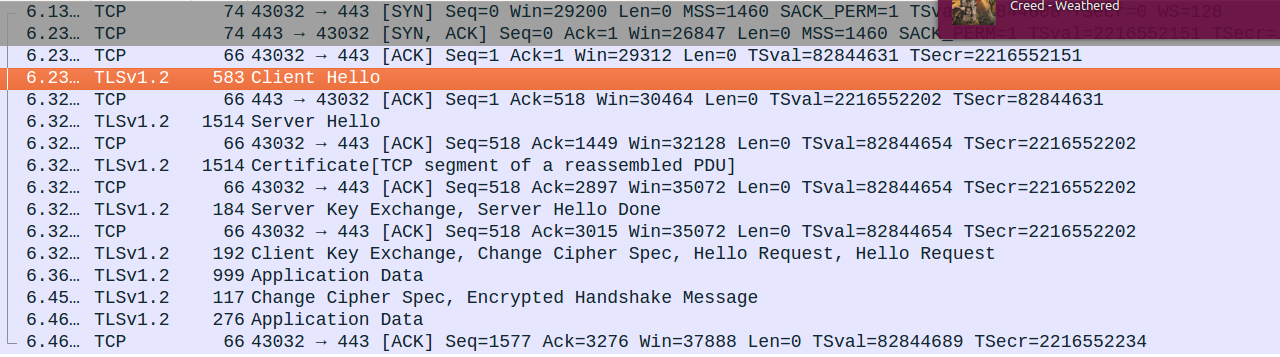 Creed - Weathered
6.13… TCP 74 43032 → 443 [SYN] Seq=0 Win=29200 Len=0 MSS=1460 SACK_PERM=1 TSecr=0 WS=128
6.23… TCP 74 443 → 43032 [SYN, ACK] Seq=0 Ack=1 Win=26847 Len=0 MSS=1460 SACK_PERM=1 TSval=2216552151 TSecr=
6.23… TCP 66 43032 → 443 [ACK] Seq=1 Ack=1 Win=29312 Len=0 TSval=82844631 TSecr=2216552151
6.23… TLSv1.2 583 Client Hello
6.32… TCP 66 443 → 43032 [ACK] Seq=1 Ack=518 Win=30464 Len=0 TSval=2216552202 TSecr=82844631
6.32… TLSv1.2 1514 Server Hello
6.32… TCP 66 43032 → 443 [ACK] Seq=518 Ack=1449 Win=32128 Len=0 TSval=82844654 TSecr=2216552202
6.32… TLSv1.2 1514 Certificate[TCP segment of a reassembled PDU]
6.32… TCP 66 43032 → 443 [ACK] Seq=518 Ack=2897 Win=35072 Len=0 TSval=82844654 TSecr=2216552202
6.32… TLSv1.2 184 Server Key Exchange, Server Hello Done
6.32… TCP 66 43032 → 443 [ACK] Seq=518 Ack=3015 Win=35072 Len=0 TSval=82844654 TSecr=2216552202
6.32… TLSv1.2 192 Client Key Exchange, Change Cipher Spec, Hello Request, Hello Request
6.36… TLSv1.2 999 Application Data
6.45… TLSv1.2 117 Change Cipher Spec, Encrypted Handshake Message
6.46… TLSv1.2 276 Application Data
6.46… TCP 66 43032 → 443 [ACK] Seq=1577 Ack=3276 Win=37888 Len=0 TSval=82844689 TSecr=2216552234